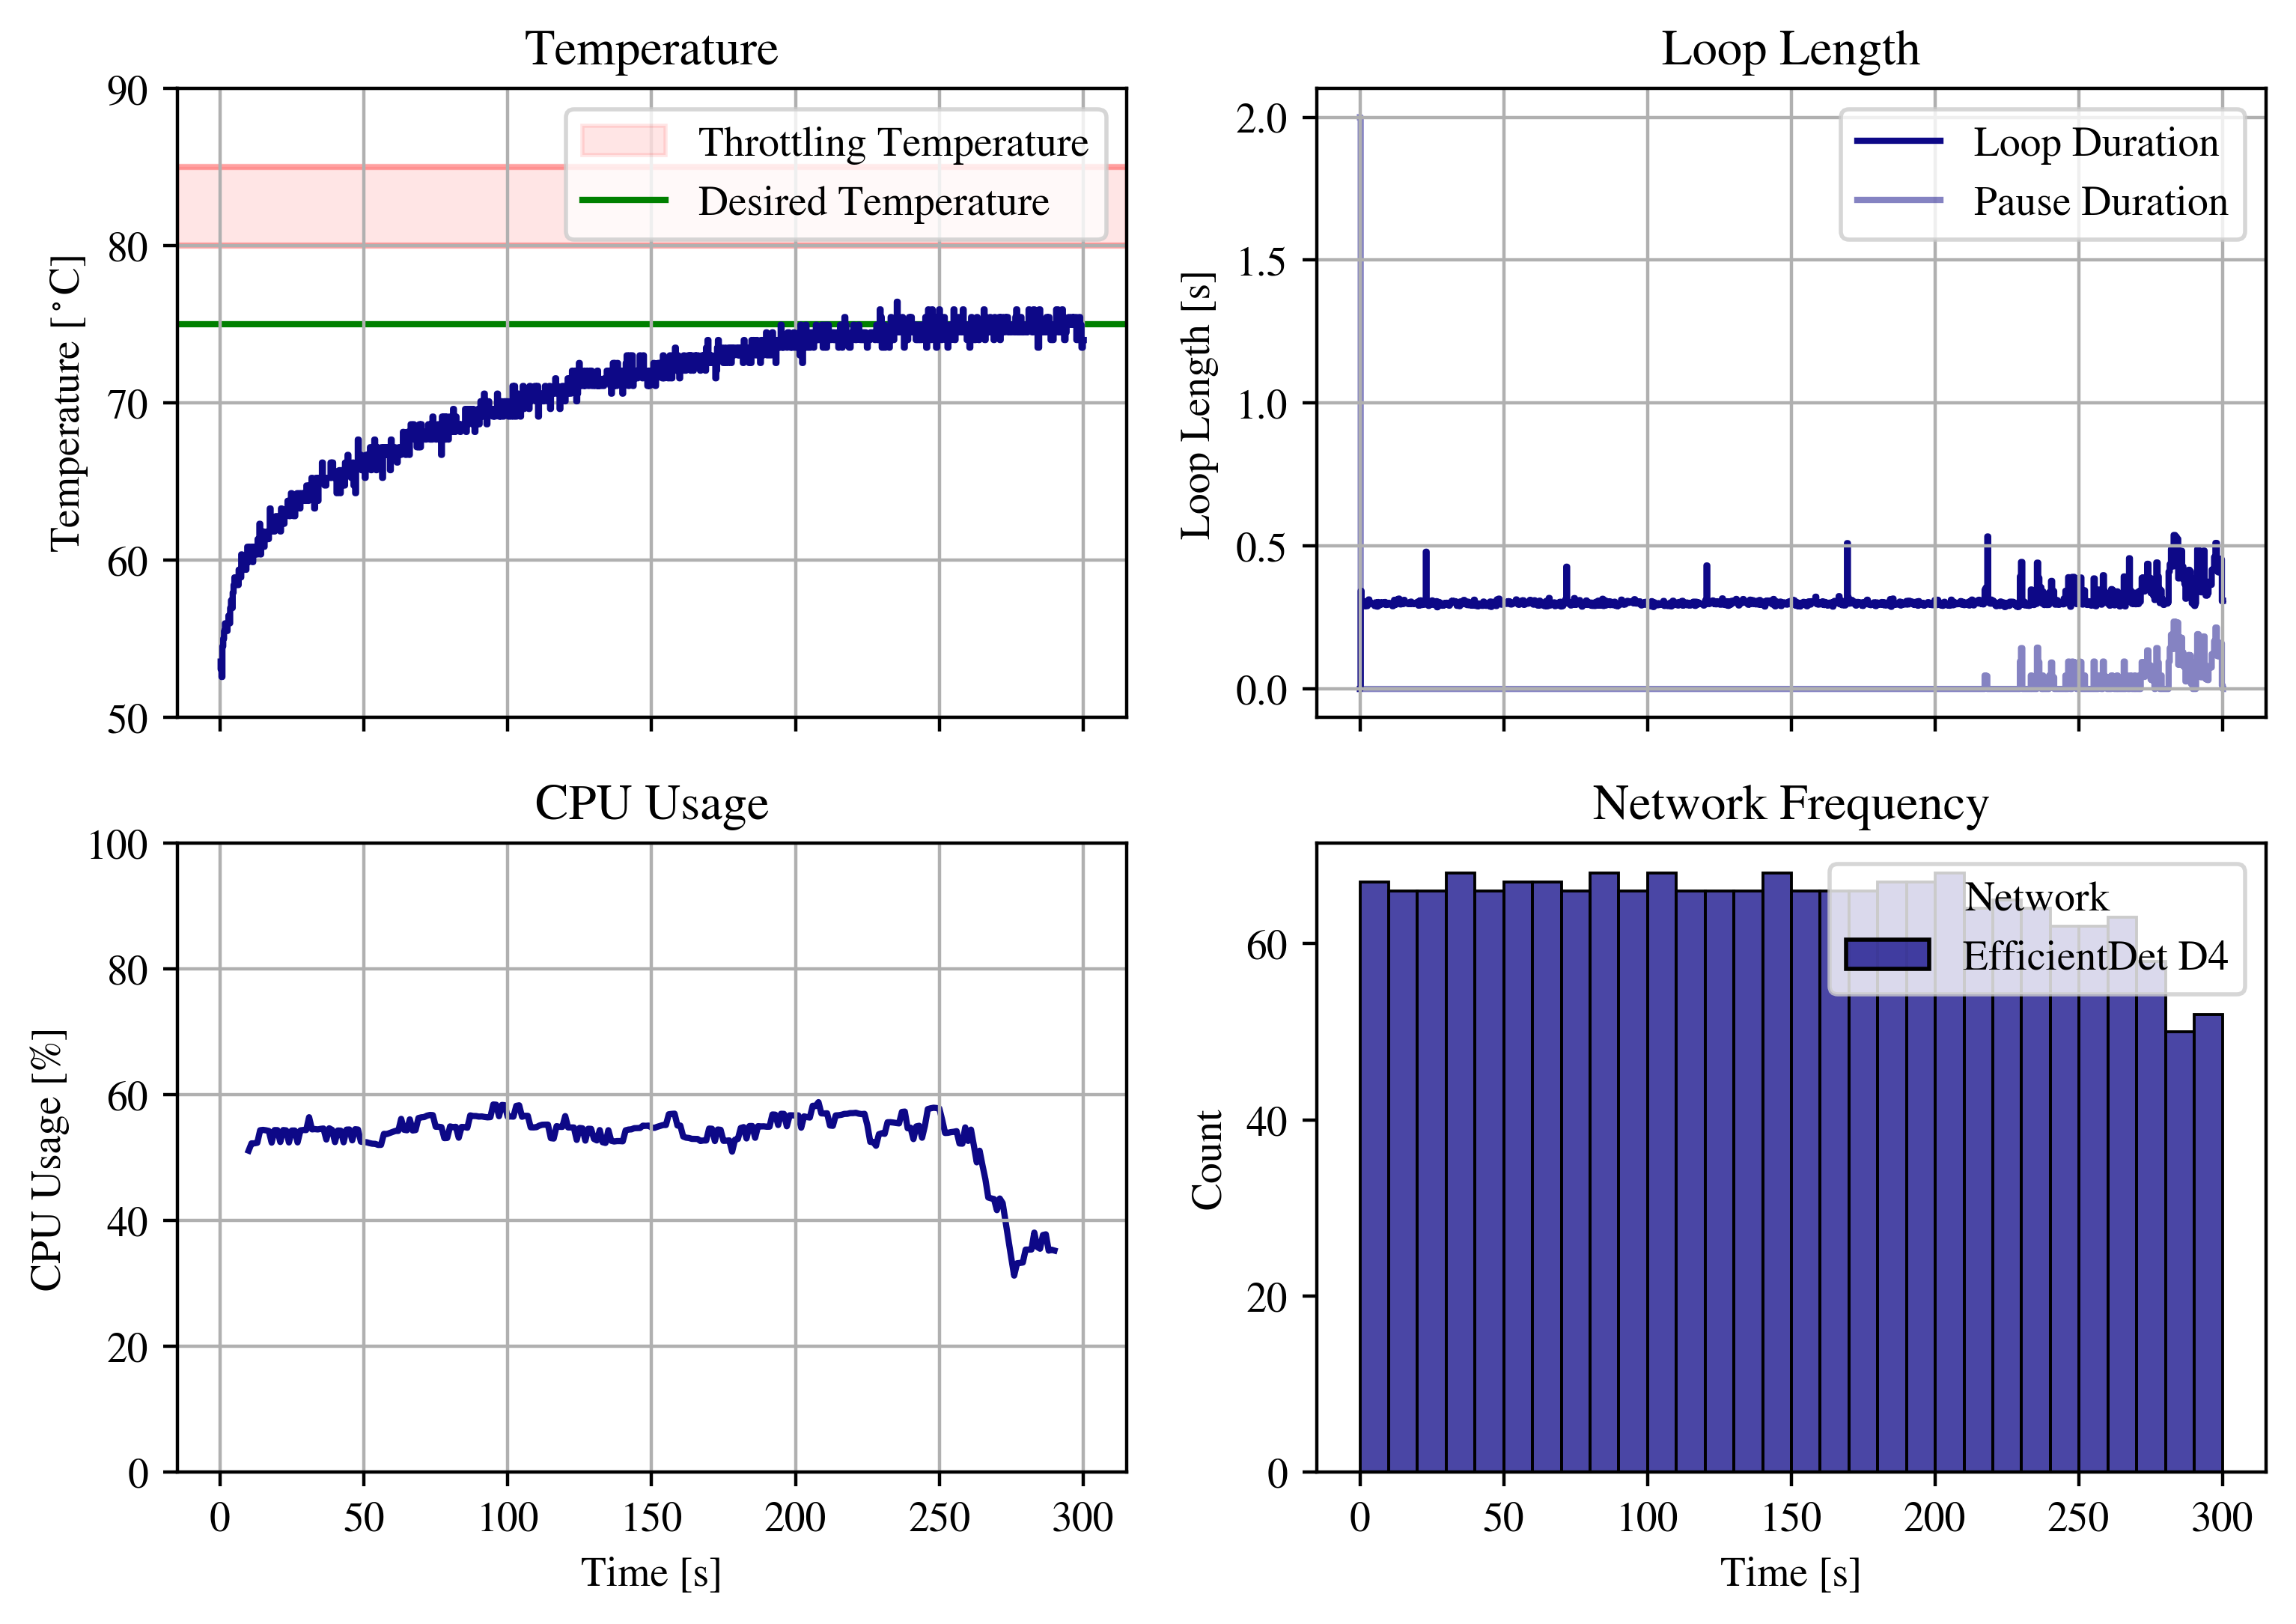 Temperature
90
80
70
60
50
Temperature [°C]
Throttling Temperature
Desired Temperature
Loop Length
2.0
1.5
1.0
0.5
0.0
Loop Length [s]
Loop Duration
Pause Duration
CPU Usage
100
80
60
40
20
0
CPU Usage [%]
0 50 100 150 200 250 300
Time [s]
Network Frequency
60
40
20
0
Count
Network
EfficientDet D4
0 50 100 150 200 250 300
Time [s]